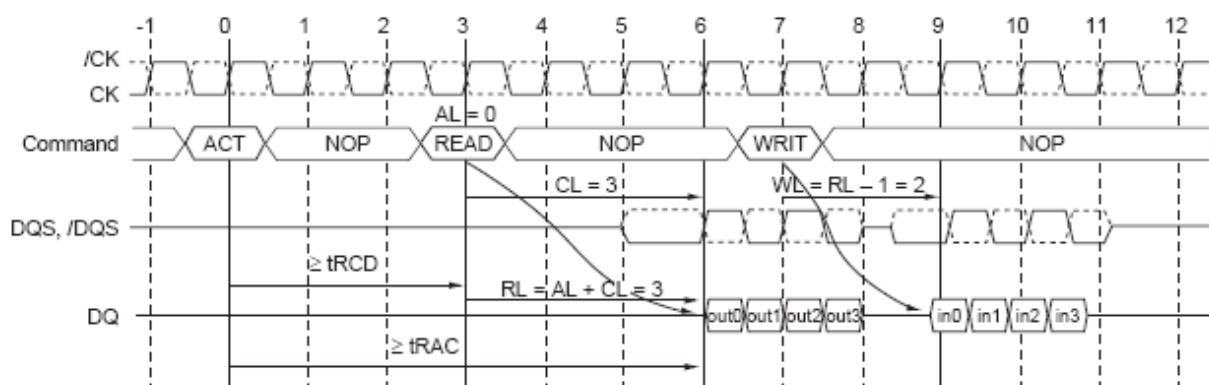 -1 0 1 2 3 4 5 6 7 8 9 10 11 12
/CK
CK
AL = 0
Command ACT NOP READ NOP WRIT NOP
CL = 3 WL = RL – 1 = 2
DQS, /DQS
≥ tRCD
RL = AL + CL = 3
DQ out0 out1 out2 out3 in0 in1 in2 in3
≥ tRAC